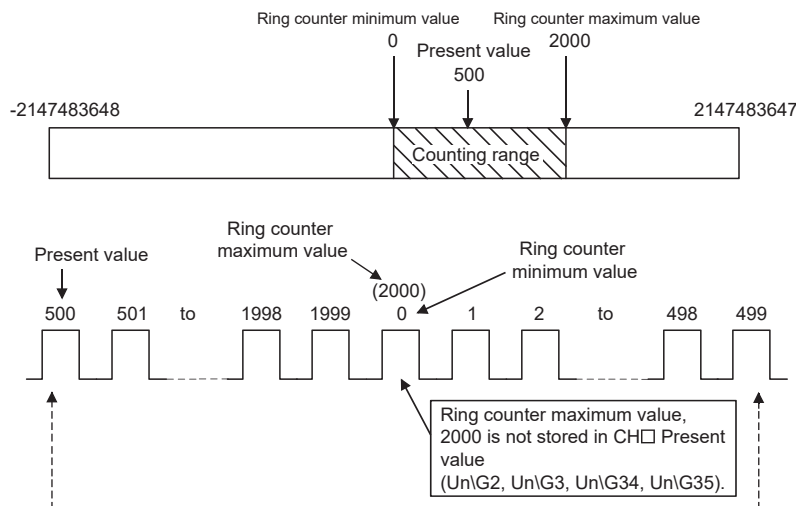 Ring counter minimum value
0
Ring counter maximum value
2000
Present value
500
-2147483648
2147483647
Counting range
Ring counter
maximum value
Ring counter
minimum value
Present value
(2000)
500 501 to 1998 1999 0 1 2 to 498 499
Ring counter maximum value,
2000 is not stored in CH□ Present
value
(Un\G2, Un\G3, Un\G34, Un\G35).